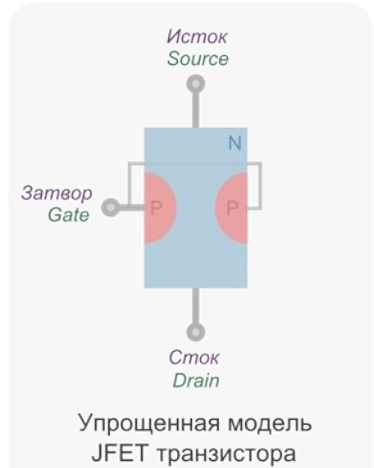 Исток
Source
N
Затвор
Gate
P
P
Сток
Drain
Упрощенная модель
JFET транзистора